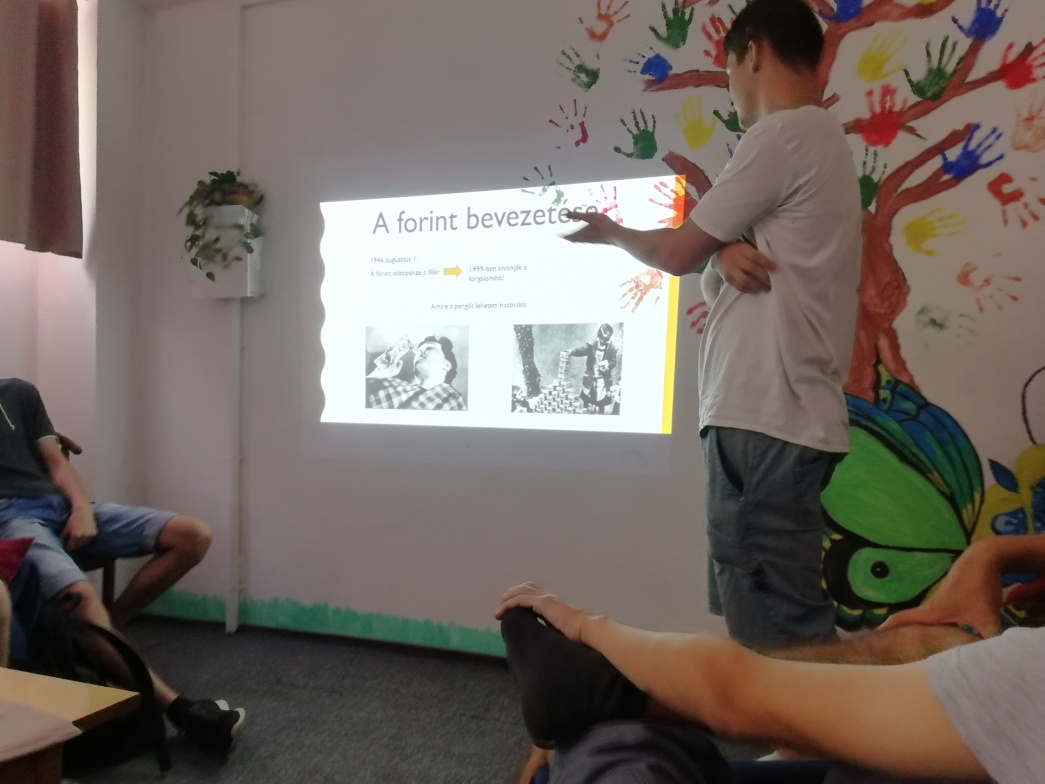 A forint bevezetése
1946. augusztus 1.
A forint váltópénze a fillér
1999-ben kivonják a
forgalomból
Amire a pengőt lehetett használni: